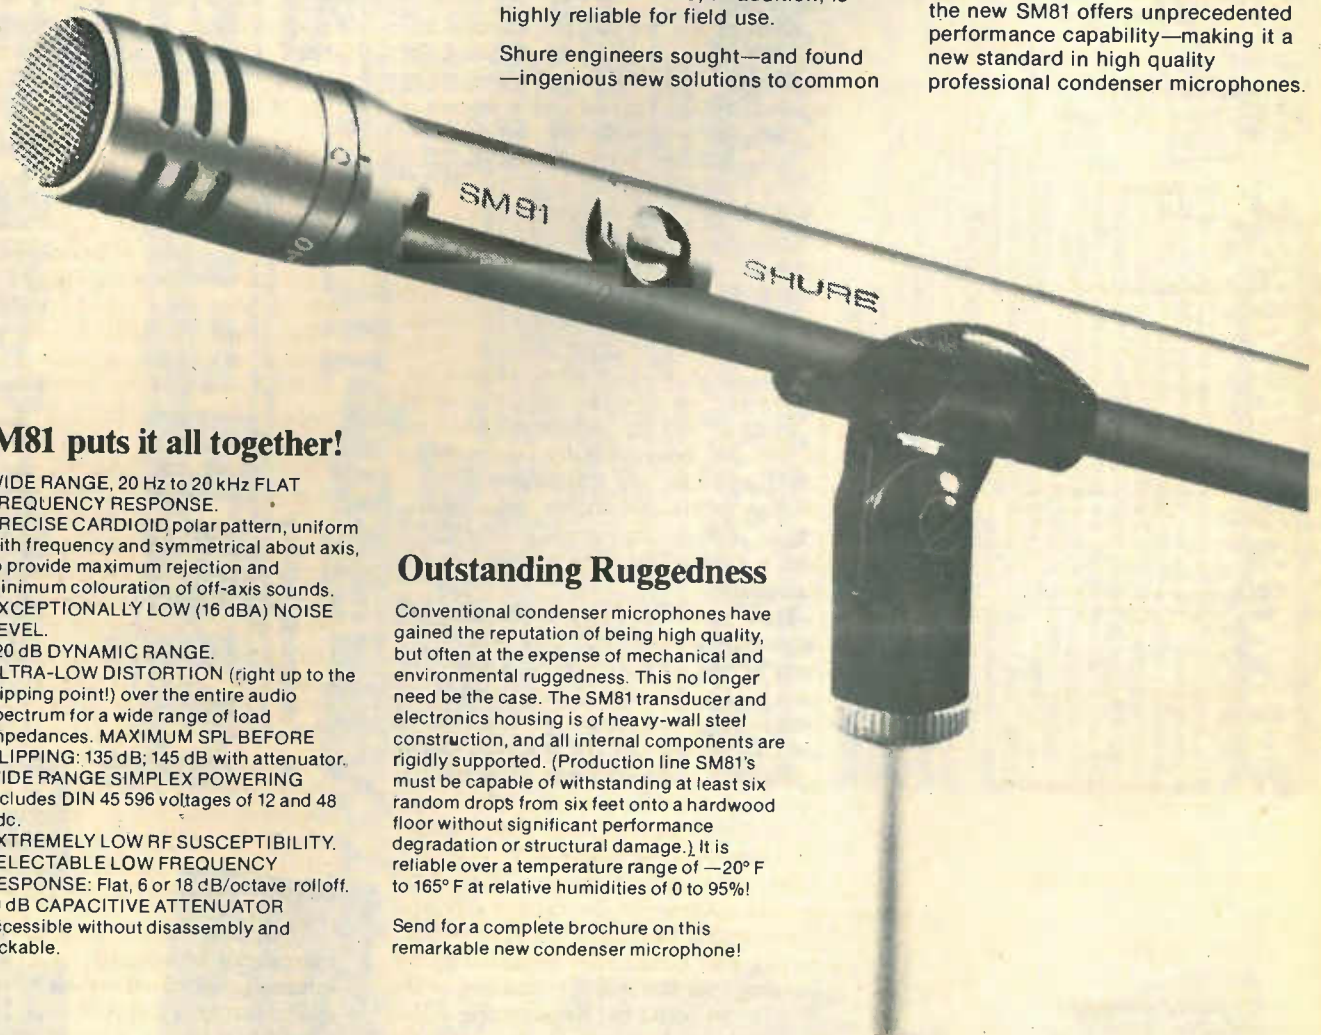 addition, is
highly reliable for field use.
Shure engineers sought—and found
—ingenious new solutions to common
the new SM81 offers unprecedented
performance capability—making it a
new standard in high quality
professional condenser microphones.
SM81
SHURE
M81 puts it all together!
IDE RANGE, 20 Hz to 20 kHz FLAT
REQUENCY RESPONSE.
RECISE CARDIOID polar pattern, uniform
ith frequency and symmetrical about axis,
provide maximum rejection and
inimum colouration of off-axis sounds.
XCEPTIONALLY LOW (16 dBA) NOISE
EVEL.
20 dB DYNAMIC RANGE.
LTRA-LOW DISTORTION (right up to the
ipping point!) over the entire audio
pectrum for a wide range of load
mpedances. MAXIMUM SPL BEFORE
LIPPING: 135 dB; 145 dB with attenuator.
IDE RANGE SIMPLEX POWERING
cludes DIN 45 596 voltages of 12 and 48
dc.
XTREMELY LOW RF SUSCEPTIBILITY.
ELECTABLE LOW FREQUENCY
ESPONSE: Flat, 6 or 18 dB/octave rolloff.
dB CAPACITIVE ATTENUATOR
ccessible without disassembly and
ckable.
Outstanding Ruggedness
Conventional condenser microphones have
gained the reputation of being high quality,
but often at the expense of mechanical and
environmental ruggedness. This no longer
need be the case. The SM81 transducer and
electronics housing is of heavy-wall steel
construction, and all internal components are
rigidly supported. (Production line SM81's
must be capable of withstanding at least six
random drops from six feet onto a hardwood
floor without significant performance
degradation or structural damage.) It is
reliable over a temperature range of —20° F
to 165° F at relative humidities of 0 to 95%!
Send for a complete brochure on this
remarkable new condenser microphone!